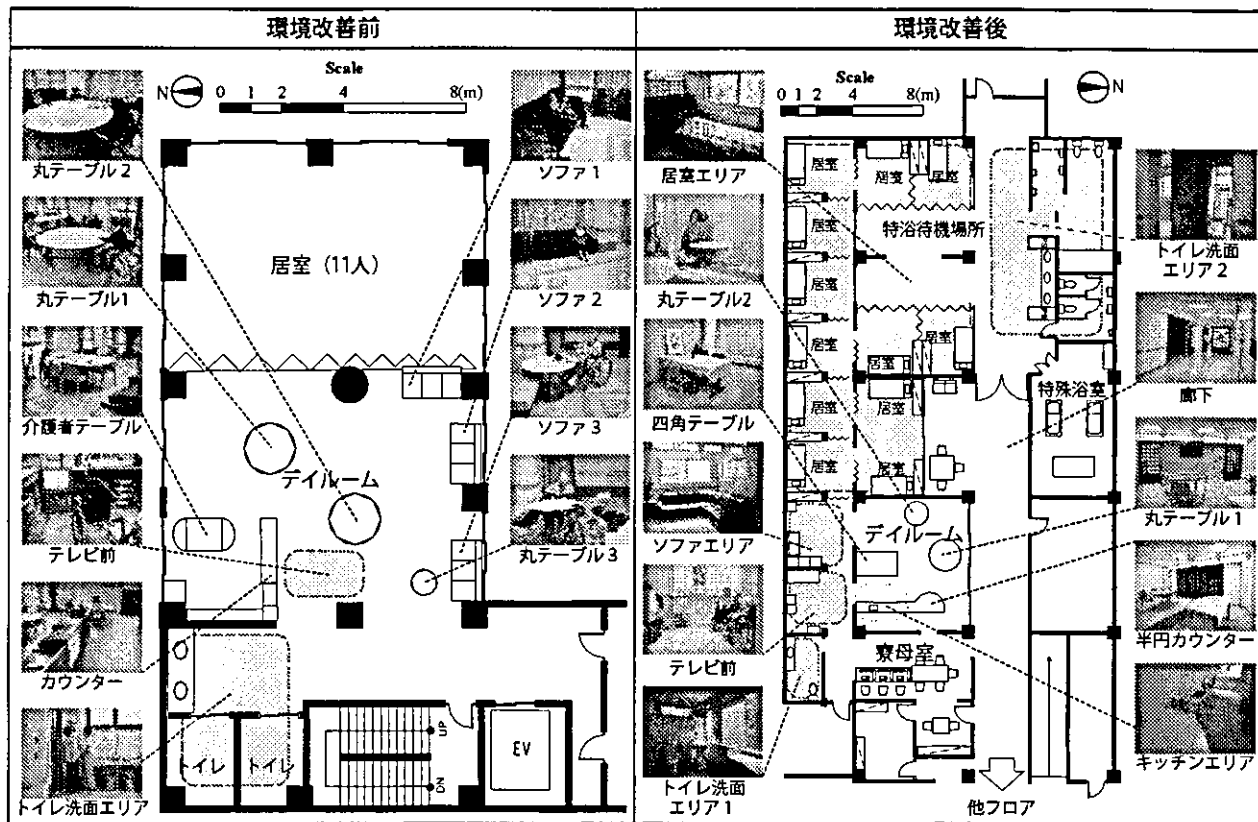 環境改善前
環境改善後
Scale
N
0 1 2 4 8(m)
丸テーブル2
丸テーブル1
介護者テーブル
テレビ前
カウンター
トイレ洗面エリア
居室（11人）
デイルーム
トイレ
トイレ
UP
DN
EV
ソファ1
ソファ2
ソファ3
丸テーブル3
Scale
0 1 2 4 8(m)
N
居室エリア
丸テーブル2
四角テーブル
ソファエリア
テレビ前
トイレ洗面
エリア1
居室
居室
居室
居室
居室
居室
居室
居室
居室
居室
居室
特浴待機場所
特殊浴室
デイルーム
寮母室
他フロア
トイレ洗面
エリア2
廊下
丸テーブル1
半円カウンター
キッチンエリア